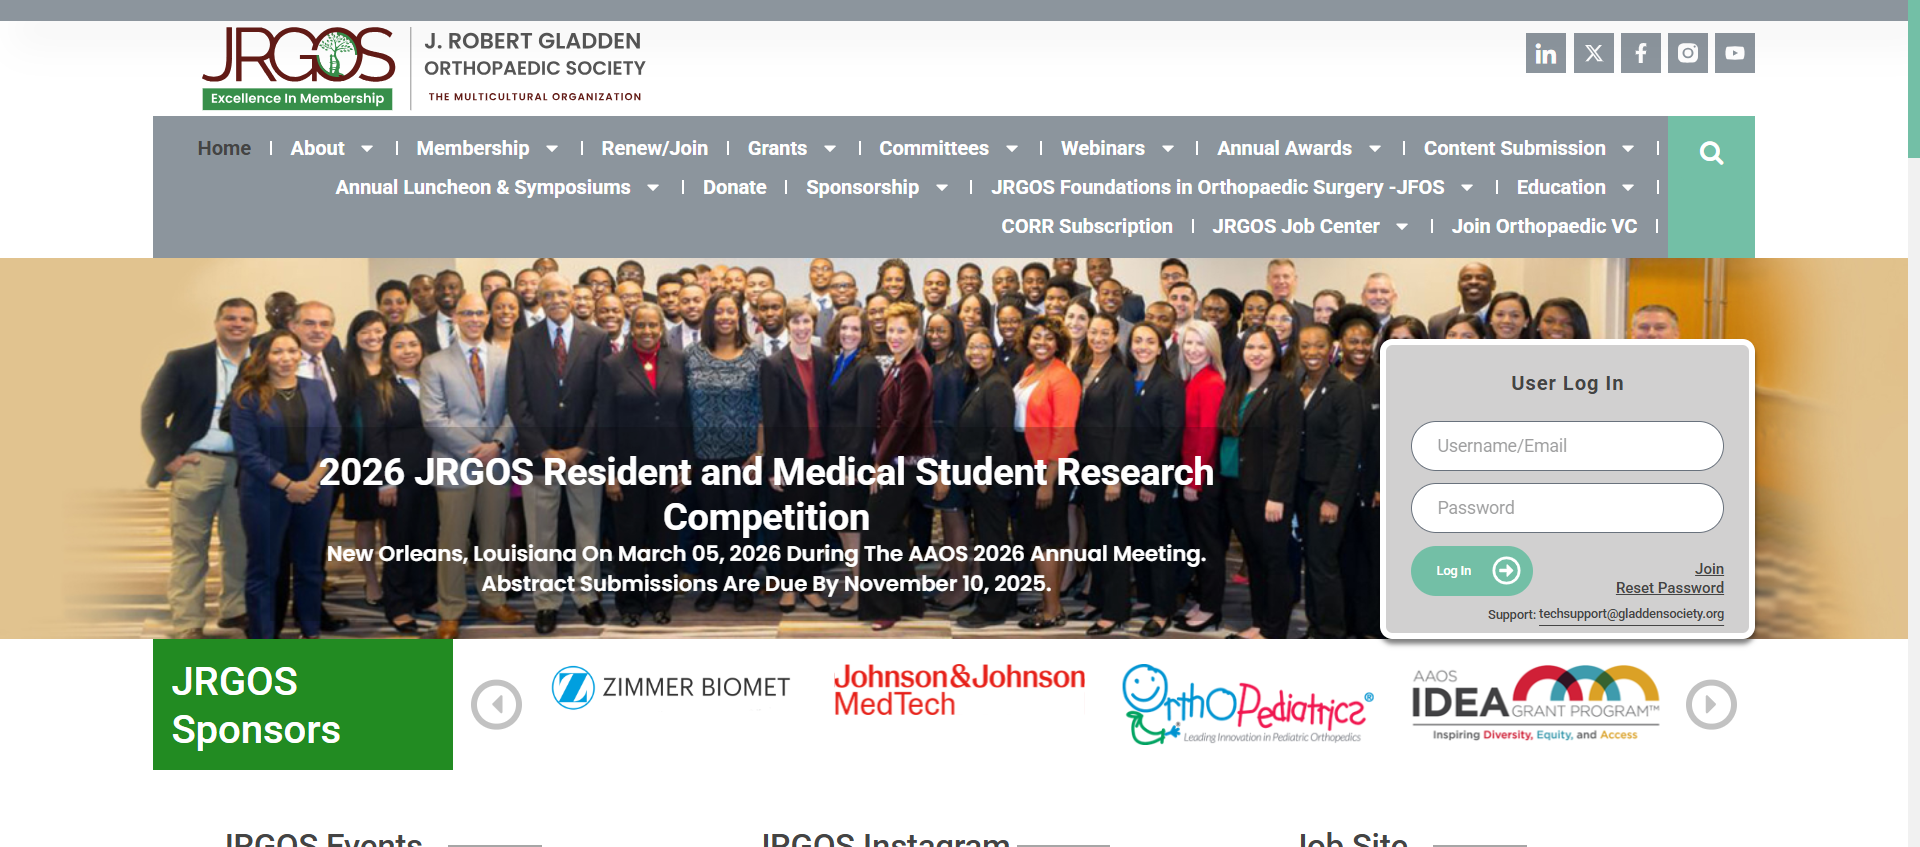 JRGOS
Excellence In Membership
J. ROBERT GLADDEN
ORTHOPAEDIC SOCIETY
THE MULTICULTURAL ORGANIZATION
Home About Membership Renew/Join Grants Committees Webinars Annual Awards Content Submission
Annual Luncheon & Symposiums Donate Sponsorship JRGOS Foundations in Orthopaedic Surgery -JFOS Education
CORR Subscription JRGOS Job Center Join Orthopaedic VC
2026 JRGOS Resident and Medical Student Research
Competition
New Orleans, Louisiana On March 05, 2026 During The AAOS 2026 Annual Meeting.
Abstract Submissions Are Due By November 10, 2025.
User Log In
Username/Email
Password
Log In
Join
Reset Password
Support: techsupport@gladdensociety.org
JRGOS
Sponsors
ZIMMER BIOMET
Johnson&Johnson
MedTech
OrthoPediatrics®
Leading Innovation in Pediatric Orthopedics
AAOS
IDEA GRANT PROGRAM™
Inspiring Diversity, Equity, and Access
JRGOS Events
JRGOS Instagram
Job Site